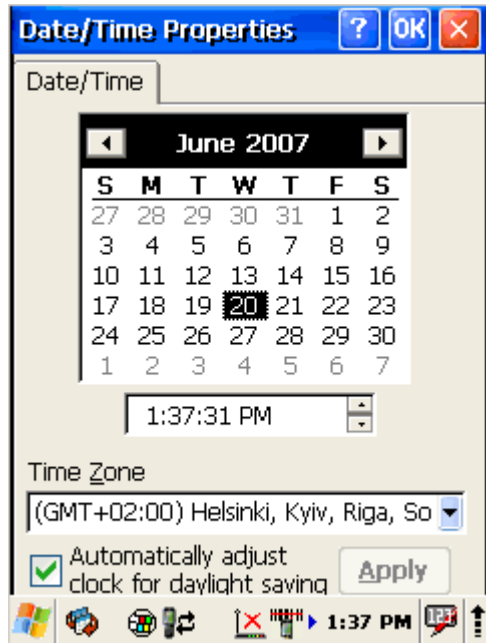 Date/Time Properties ? OK
Date/Time
June 2007
S M T W T F S
27 28 29 30 31 1 2
3 4 5 6 7 8 9
10 11 12 13 14 15 16
17 18 19 20 21 22 23
24 25 26 27 28 29 30
1 2 3 4 5 6 7
1:37:31 PM
Time Zone
(GMT+02:00) Helsinki, Kyiv, Riga, So
Automatically adjust
clock for daylight saving
Apply
1:37 PM